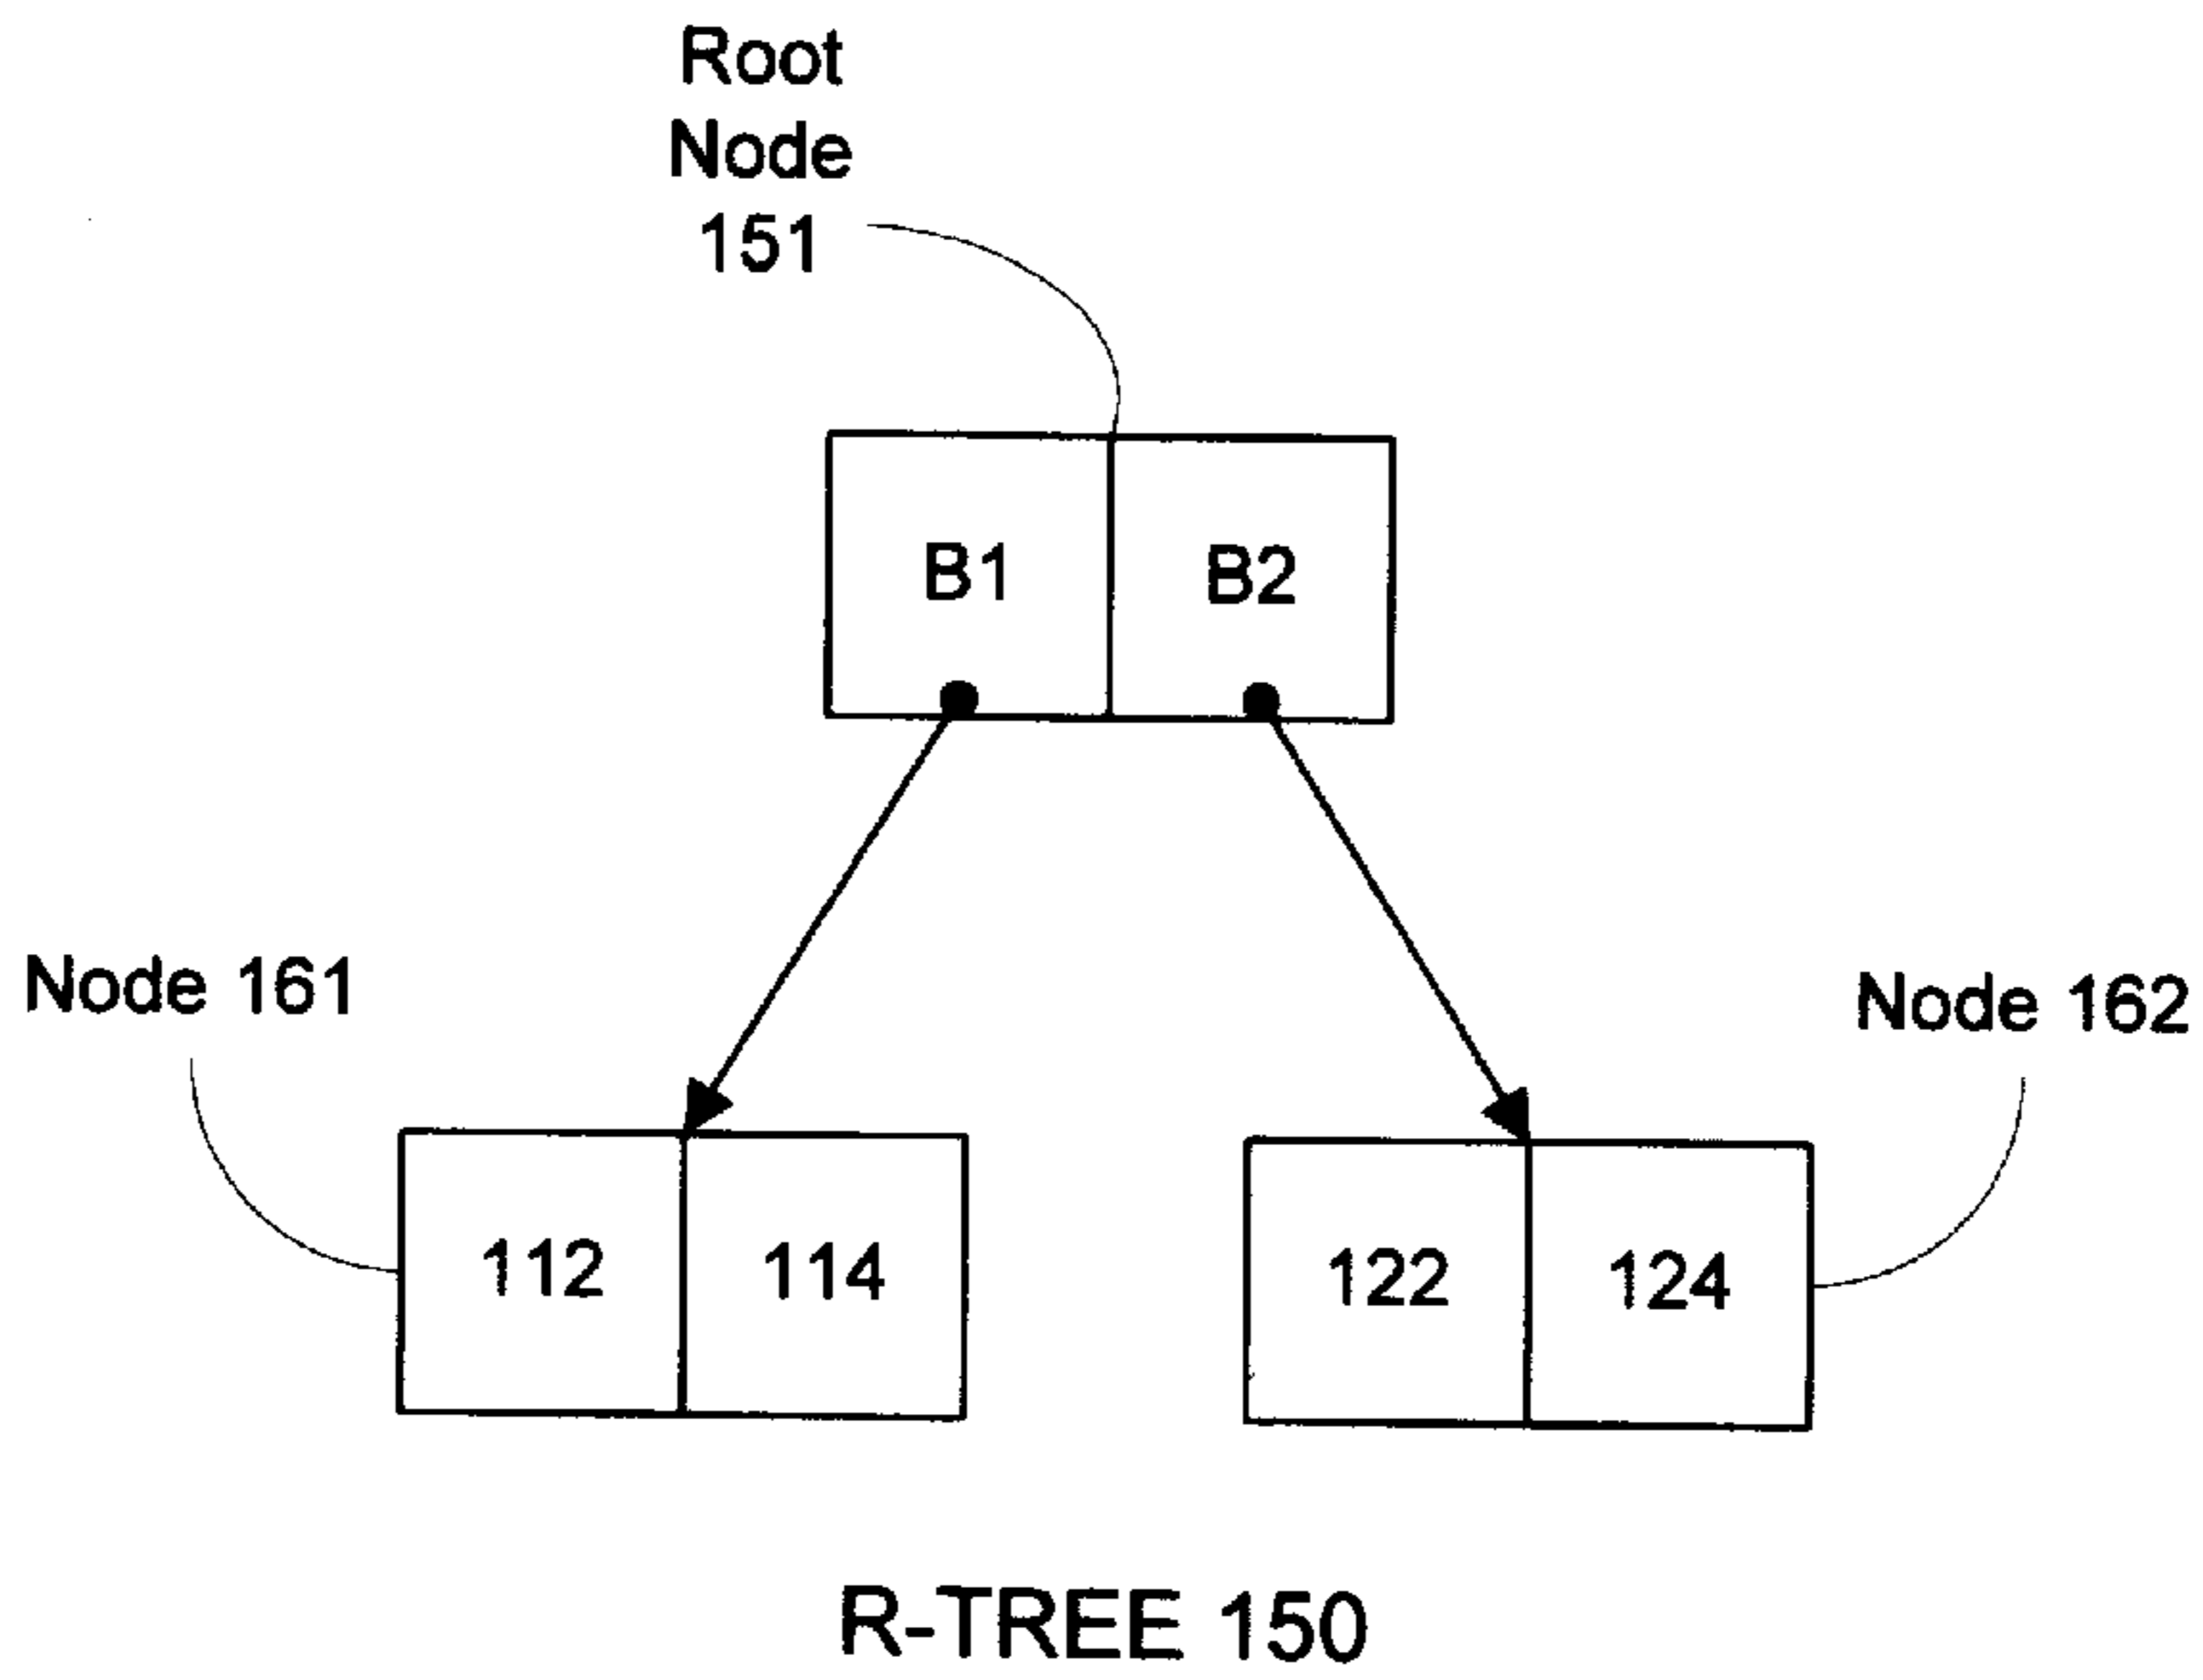 Root
Node
151
B1 B2
Node 161
Node 162
112 114
122 124
R-TREE 150